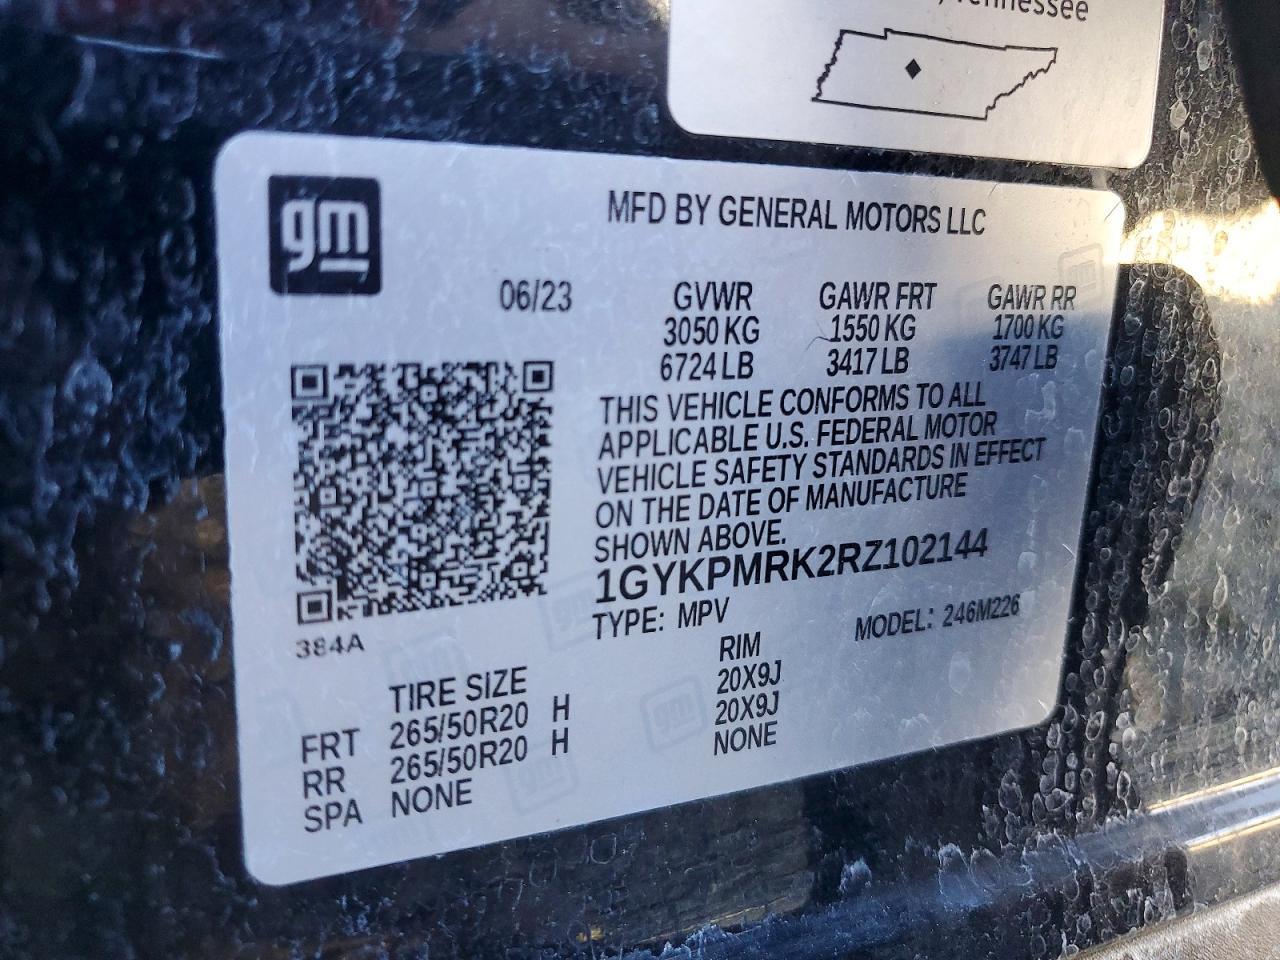 Tennessee
gm
MFD BY GENERAL MOTORS LLC
06/23
GVWR GAWR FRT GAWR RR
3050 KG 1550 KG 1700 KG
6724 LB 3417 LB 3747 LB
THIS VEHICLE CONFORMS TO ALL
APPLICABLE U.S. FEDERAL MOTOR
VEHICLE SAFETY STANDARDS IN EFFECT
ON THE DATE OF MANUFACTURE
SHOWN ABOVE.
1GYKPMRK2RZ102144
TYPE: MPV MODEL: 246M226
384A
TIRE SIZE RIM
FRT 265/50R20 H 20X9J
RR 265/50R20 H 20X9J
SPA NONE NONE